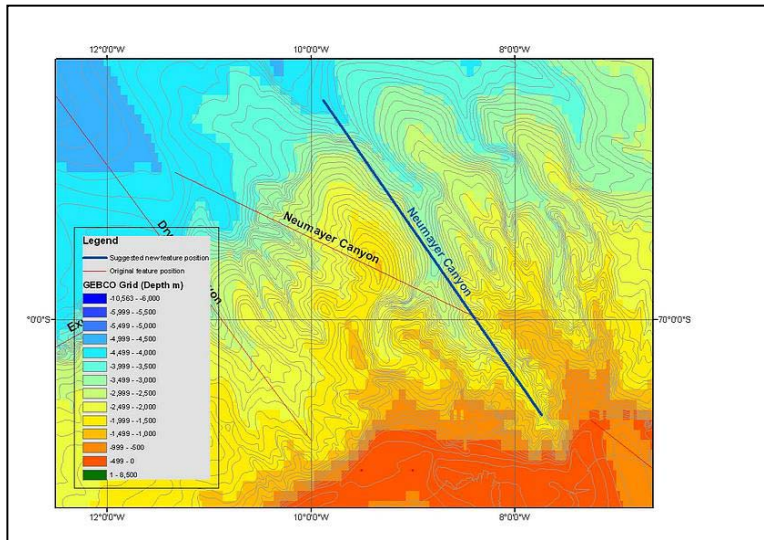 12°0'0"W 10°0'0"W 8°0'0"W
Neumayer Canyon
Neumayer Canyon
Legend
Suggested new feature position
Original feature position
GEBCO Grid (Depth m)
-10,563 - -6,000
-5,999 - -5,500
-5,499 - -5,000
-4,999 - -4,500
-4,499 - -4,000
-3,999 - -3,500
-3,499 - -3,000
-2,999 - -2,500
-2,499 - -2,000
-1,999 - -1,500
-1,499 - -1,000
-999 - -500
-499 - 0
1 - 8,500
°0'0"S
70°0'0"S
12°0'0"W 10°0'0"W 8°0'0"W